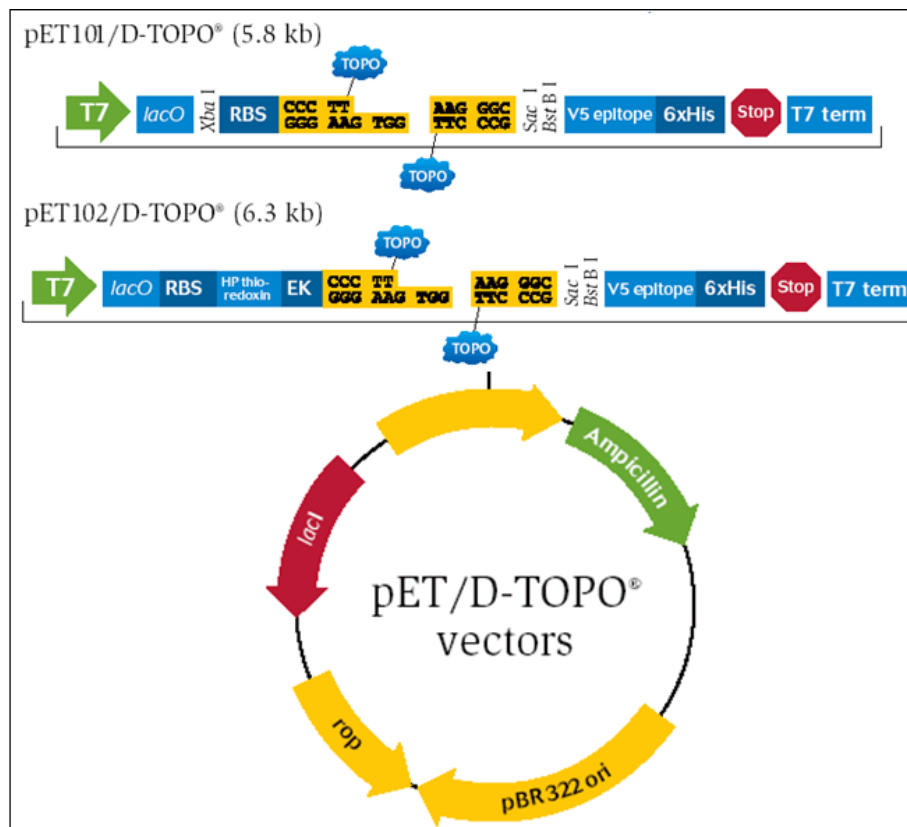 pET101/D-TOPO® (5.8 kb)
TOPO
T7 lacO Xba I RBS CCC TT AAG GGC Sac I BstB I V5 epitope 6xHis Stop T7 term
GGG AAG TGG TTC CCG
TOPO
pET102/D-TOPO® (6.3 kb)
TOPO
T7 lacO RBS HP thio-redoxin EK CCC TT AAG GGC Sac I BstB I V5 epitope 6xHis Stop T7 term
GGG AAG TGG TTC CCG
TOPO
Ampicillin
lacI
pET/D-TOPO®
vectors
rop
pBR322 ori